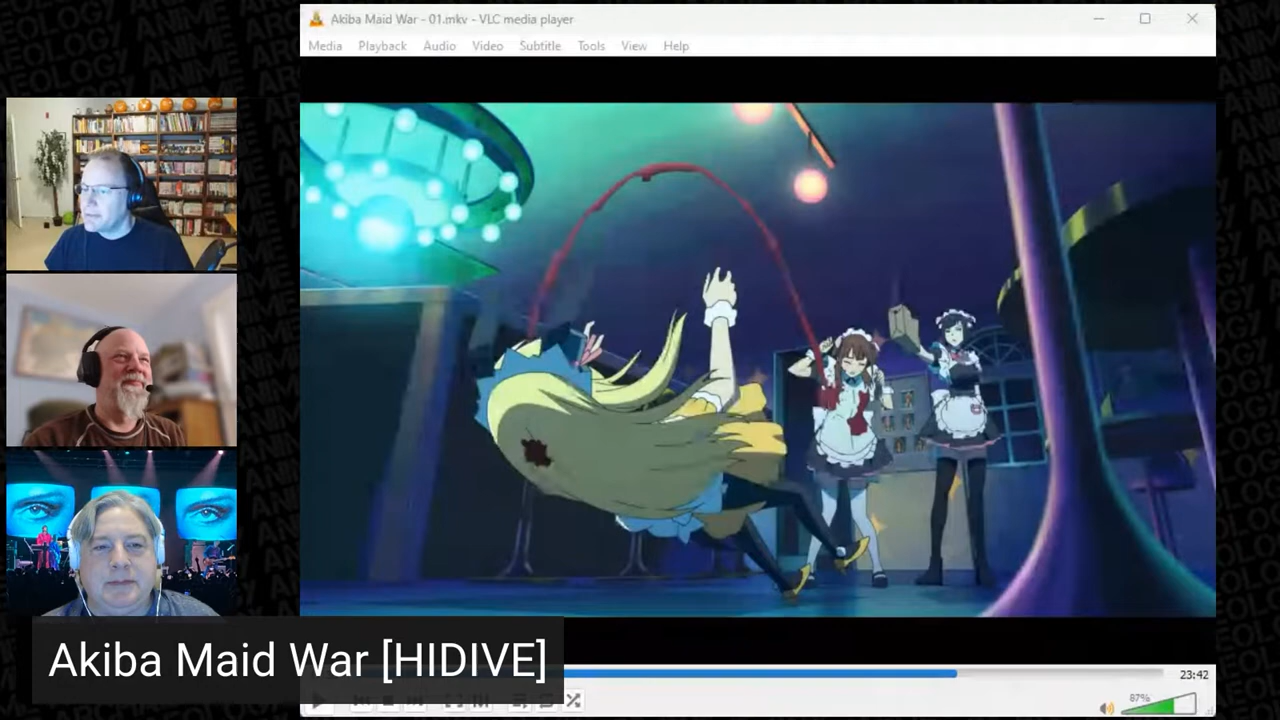 Akiba Maid War - 01.mkv - VLC media player
Media Playback Audio Video Subtitle Tools View Help
Akiba Maid War [HIDIVE]
23:42
87%